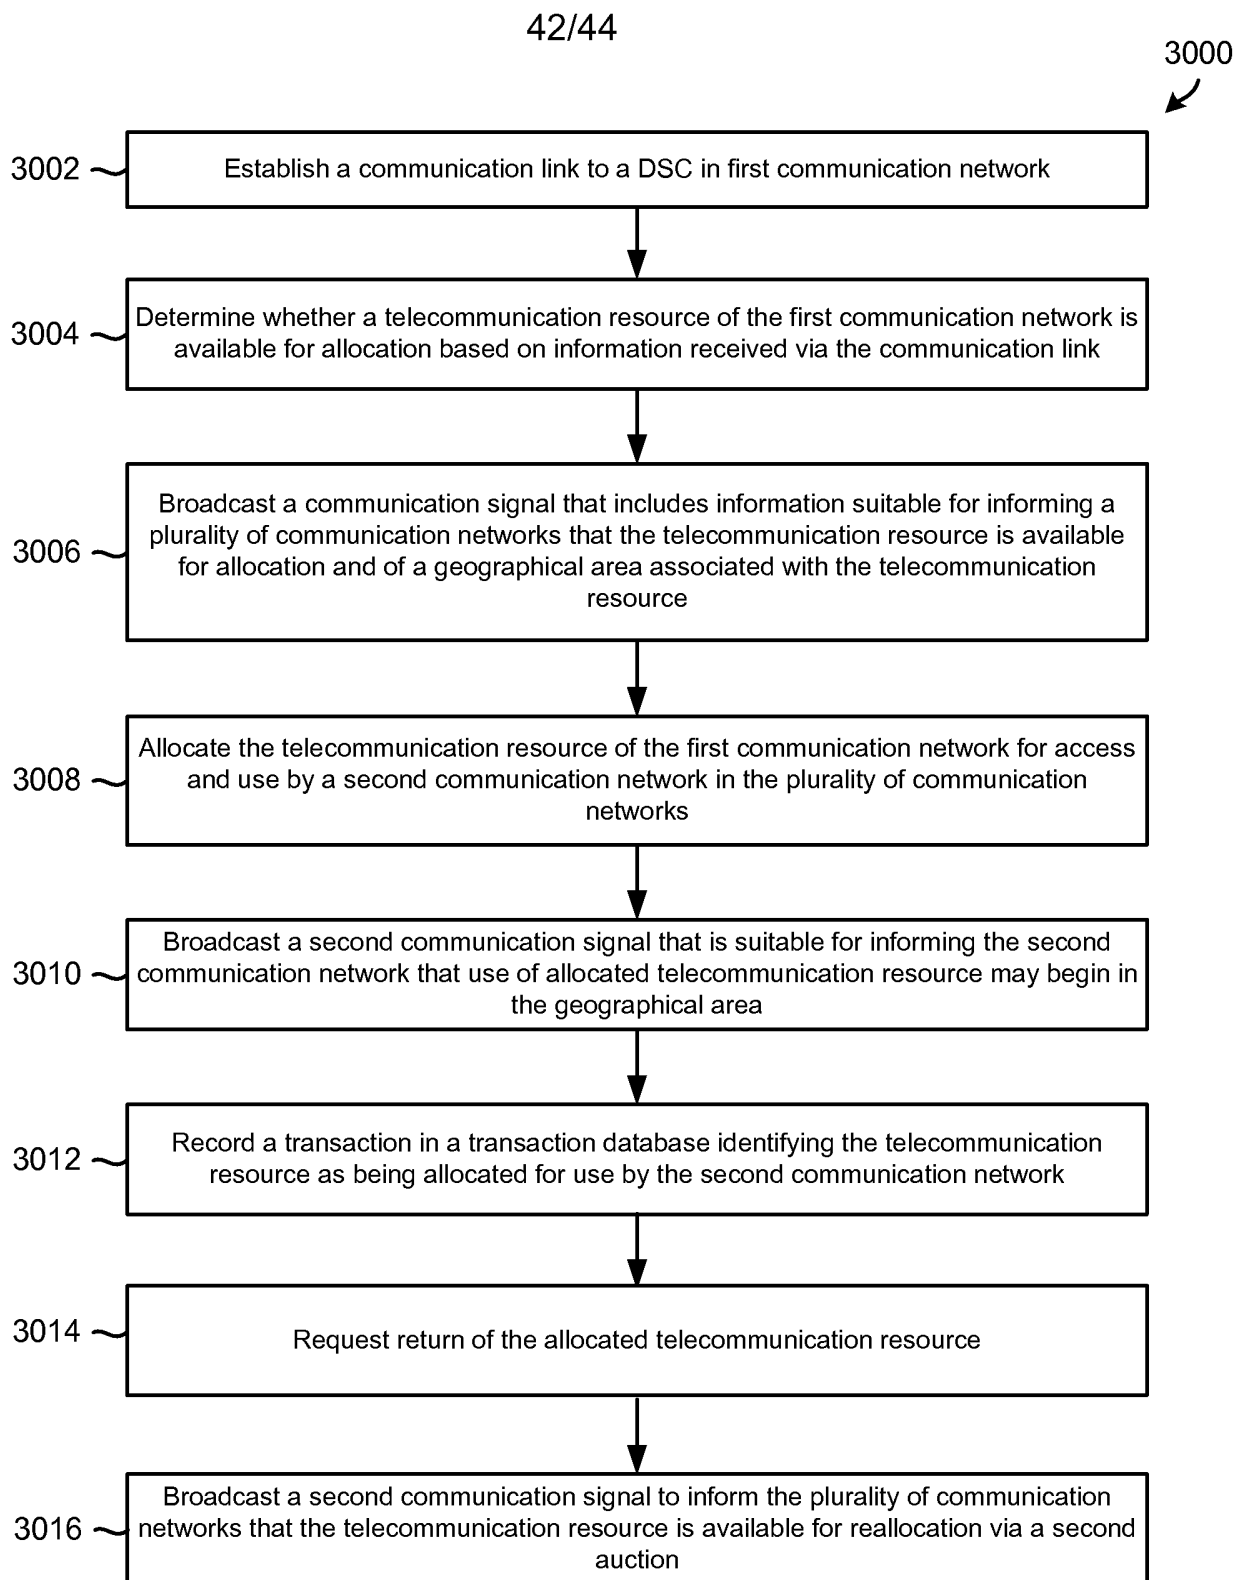 42/44
3000
3002
Establish a communication link to a DSC in first communication network
3004
Determine whether a telecommunication resource of the first communication network is
available for allocation based on information received via the communication link
3006
Broadcast a communication signal that includes information suitable for informing a
plurality of communication networks that the telecommunication resource is available
for allocation and of a geographical area associated with the telecommunication
resource
3008
Allocate the telecommunication resource of the first communication network for access
and use by a second communication network in the plurality of communication
networks
3010
Broadcast a second communication signal that is suitable for informing the second
communication network that use of allocated telecommunication resource may begin in
the geographical area
3012
Record a transaction in a transaction database identifying the telecommunication
resource as being allocated for use by the second communication network
3014
Request return of the allocated telecommunication resource
3016
Broadcast a second communication signal to inform the plurality of communication
networks that the telecommunication resource is available for reallocation via a second
auction